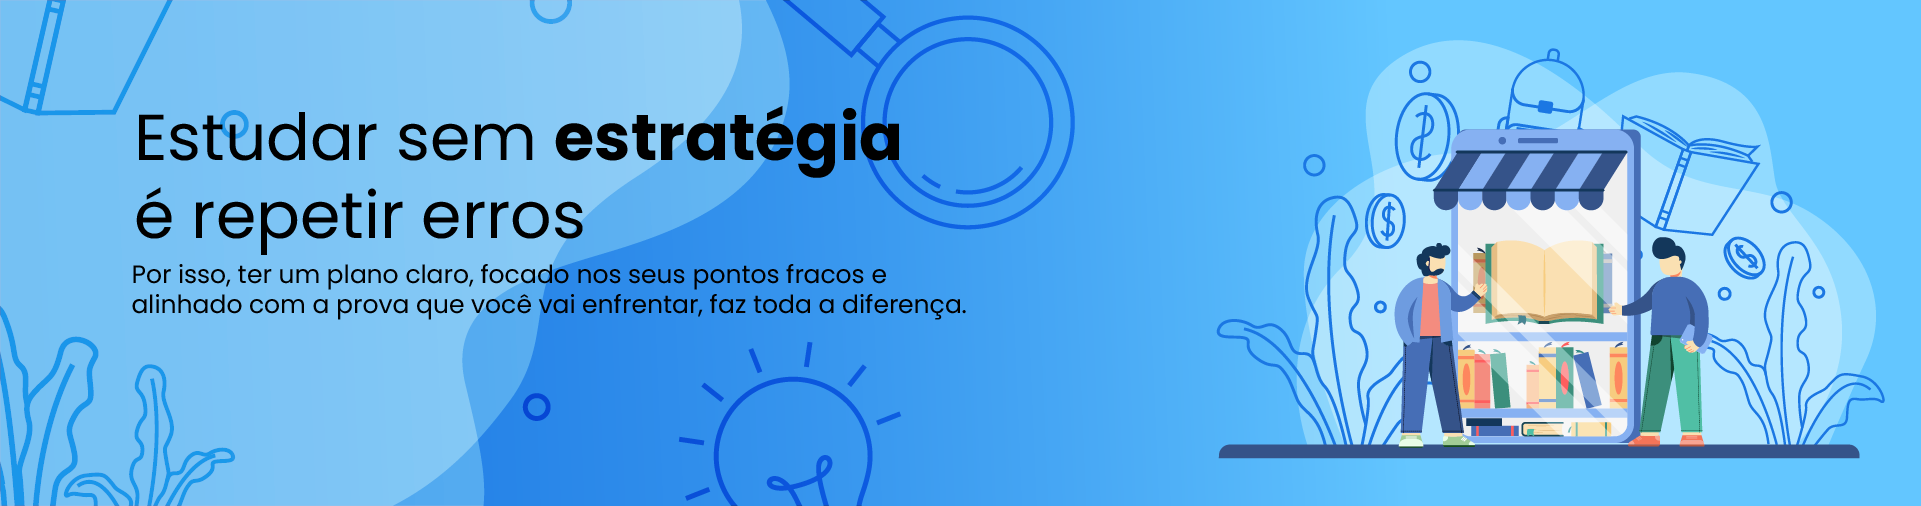 Estudar sem estratégia
é repetir erros
Por isso, ter um plano claro, focado nos seus pontos fracos e
alinhado com a prova que você vai enfrentar, faz toda a diferença.